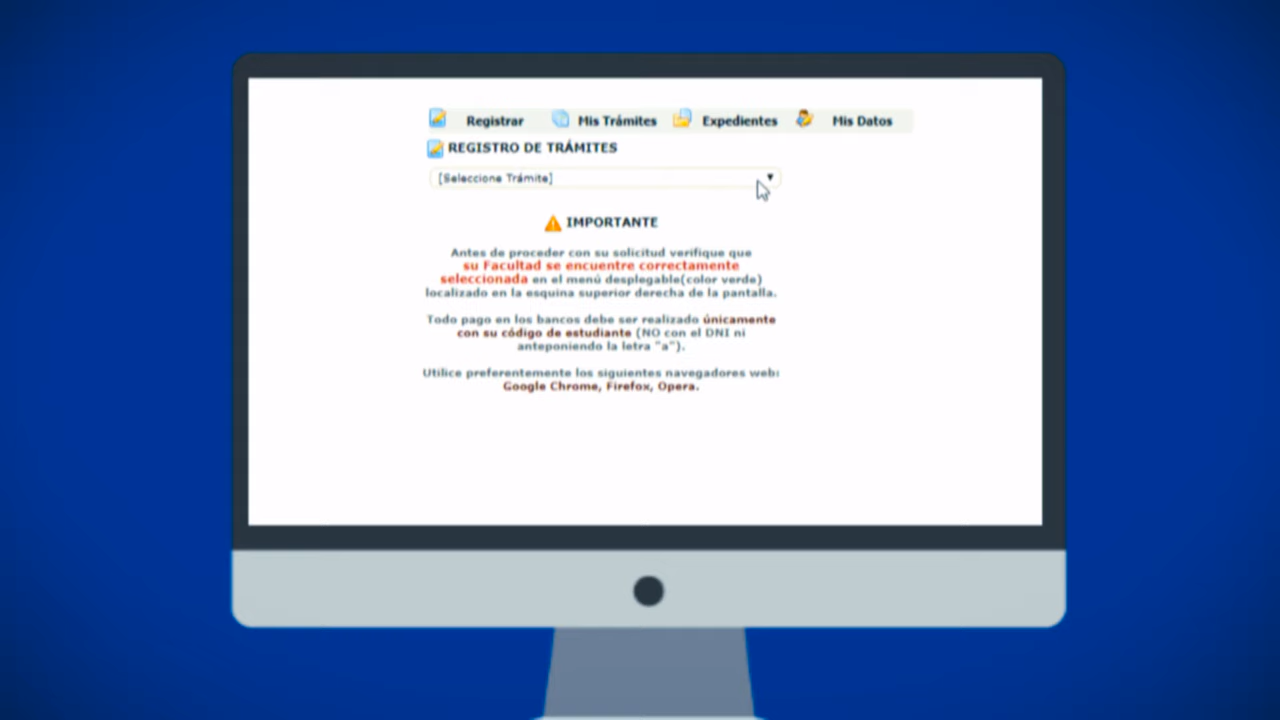 Registrar Mis Trámites Expedientes Mis Datos
REGISTRO DE TRÁMITES
[Seleccione Trámite]
IMPORTANTE
Antes de proceder con su solicitud verifique que
su Facultad se encuentre correctamente
seleccionada en el menú desplegable(color verde)
localizado en la esquina superior derecha de la pantalla.
Todo pago en los bancos debe ser realizado únicamente
con su código de estudiante (NO con el DNI ni
anteponiendo la letra "a").
Utilice preferentemente los siguientes navegadores web:
Google Chrome, Firefox, Opera.